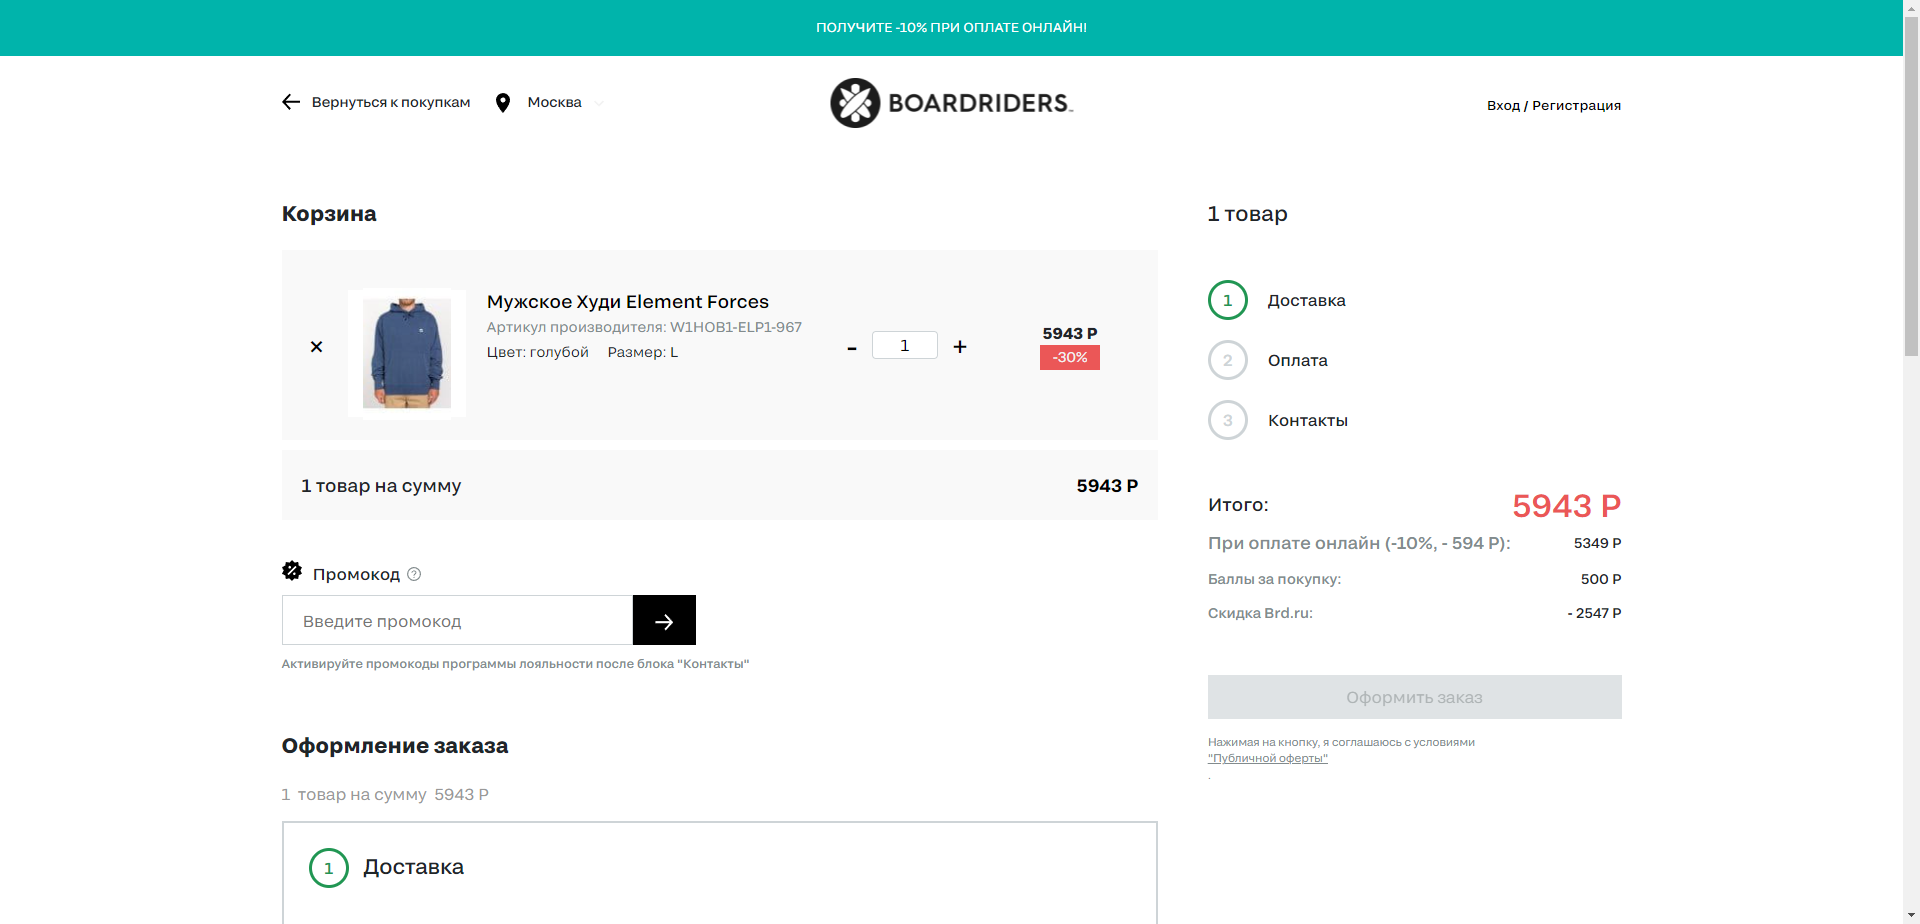 ПОЛУЧИТЕ -10% ПРИ ОПЛАТЕ ОНЛАЙН!
Вернуться к покупкам
Москва
BOARDRIDERS
Вход / Регистрация
Корзина
Мужское Худи Element Forces
Артикул производителя: W1HOB1-ELP1-967
Цвет: голубой Размер: L
-
1
+
5943 Р
-30%
1 товар на сумму
5943 Р
Промокод
Введите промокод
Активируйте промокоды программы лояльности после блока "Контакты"
Оформление заказа
1 товар на сумму 5943 Р
1
Доставка
1 товар
1
Доставка
2
Оплата
3
Контакты
Итого:
5943 Р
При оплате онлайн (-10%, - 594 Р):
5349 Р
Баллы за покупку:
500 Р
Скидка Brd.ru:
- 2547 Р
Оформить заказ
Нажимая на кнопку, я соглашаюсь с условиями
"Публичной оферты"
.